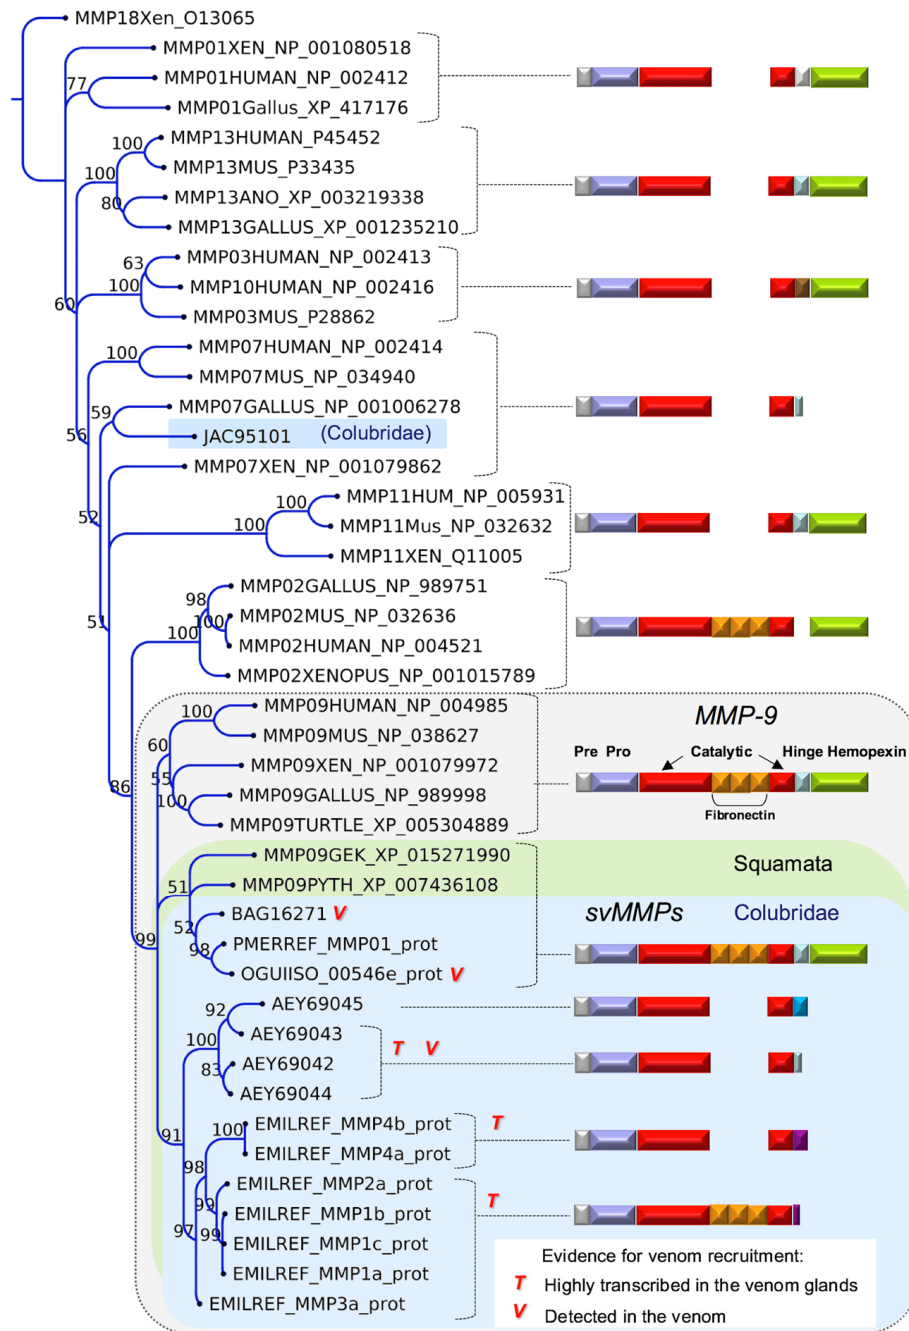 MMP18Xen_O13065
MMP01XEN_NP_001080518
77
MMP01HUMAN_NP_002412
MMP01Gallus_XP_417176
MMP13HUMAN_P45452
100
MMP13MUS_P33435
100
MMP13ANO_XP_003219338
80
MMP13GALLUS_XP_001235210
MMP03HUMAN_NP_002413
63
MMP10HUMAN_NP_002416
100
60
MMP03MUS_P28862
MMP07HUMAN_NP_002414
100
MMP07MUS_NP_034940
MMP07GALLUS_NP_001006278
59
JAC95101 (Colubridae)
56
MMP07XEN_NP_001079862
MMP11HUM_NP_005931
100
MMP11Mus_NP_032632
52
100
MMP11XEN_Q11005
MMP02GALLUS_NP_989751
98
MMP02MUS_NP_032636
100
51
100
MMP02HUMAN_NP_004521
MMP02XENOPUS_NP_001015789
MMP09HUMAN_NP_004985
100
MMP-9
MMP09MUS_NP_038627
60
Pre Pro Catalytic Hinge Hemopexin
MMP09XEN_NP_001079972
55
86
MMP09GALLUS_NP_989998
100
Fibronectin
MMP09TURTLE_XP_005304889
MMP09GEK_XP_015271990
Squamata
51
MMP09PYTH_XP_007436108
BAG16271 V
svMMPs Colubridae
52
99
PMERREF_MMP01_prot
98
OGUIISO_00546e_prot V
AEY69045
92
AEY69043
100
T V
AEY69042
83
AEY69044
EMILREF_MMP4b_prot
T
100
91
EMILREF_MMP4a_prot
98
EMILREF_MMP2a_prot
T
99
EMILREF_MMP1b_prot
97
99
EMILREF_MMP1c_prot
EMILREF_MMP1a_prot
EMILREF_MMP3a_prot
Evidence for venom recruitment:
T Highly transcribed in the venom glands
V Detected in the venom